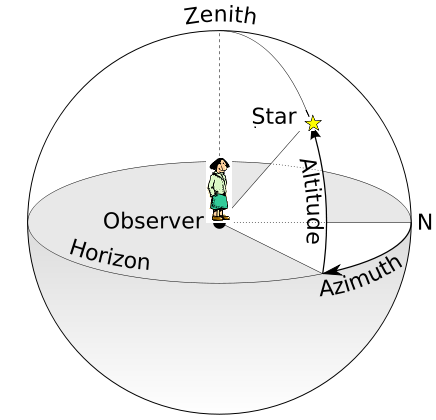 Zenith
Star
Altitude
Observer
N
Horizon
Azimuth